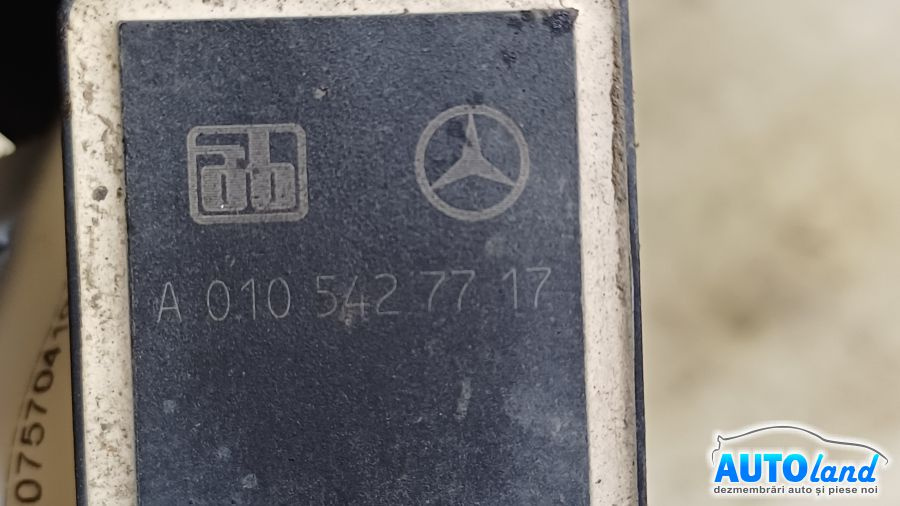 A 010 542 77 17
AUTOland
dezmembrări auto și piese noi